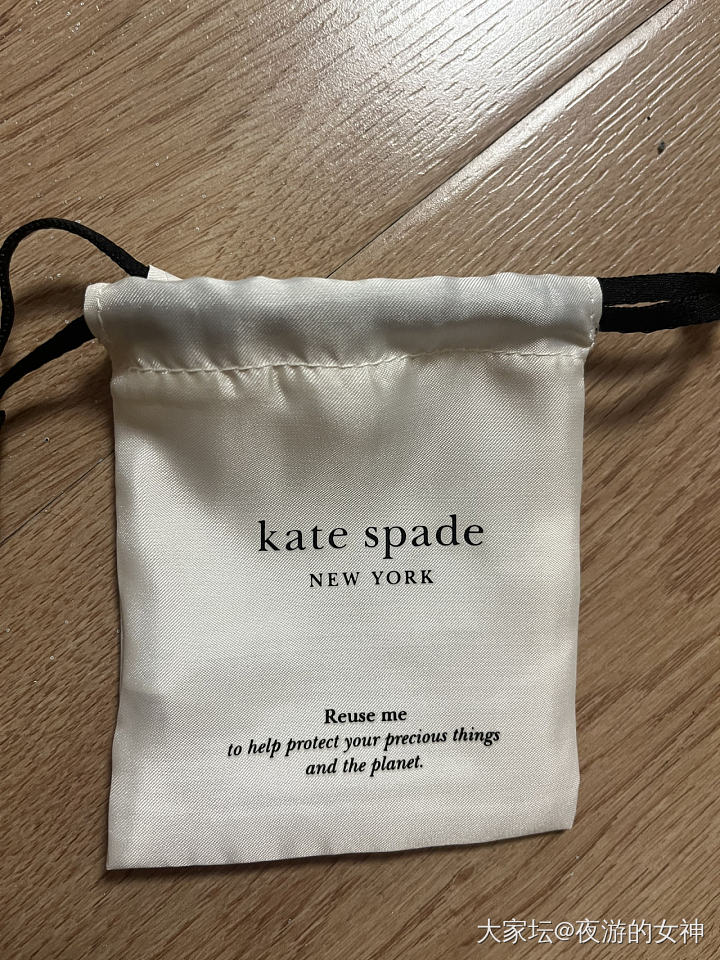 kate spade
NEW YORK
Reuse me
to help protect your precious things
and the planet.
大家坛@夜游的女神